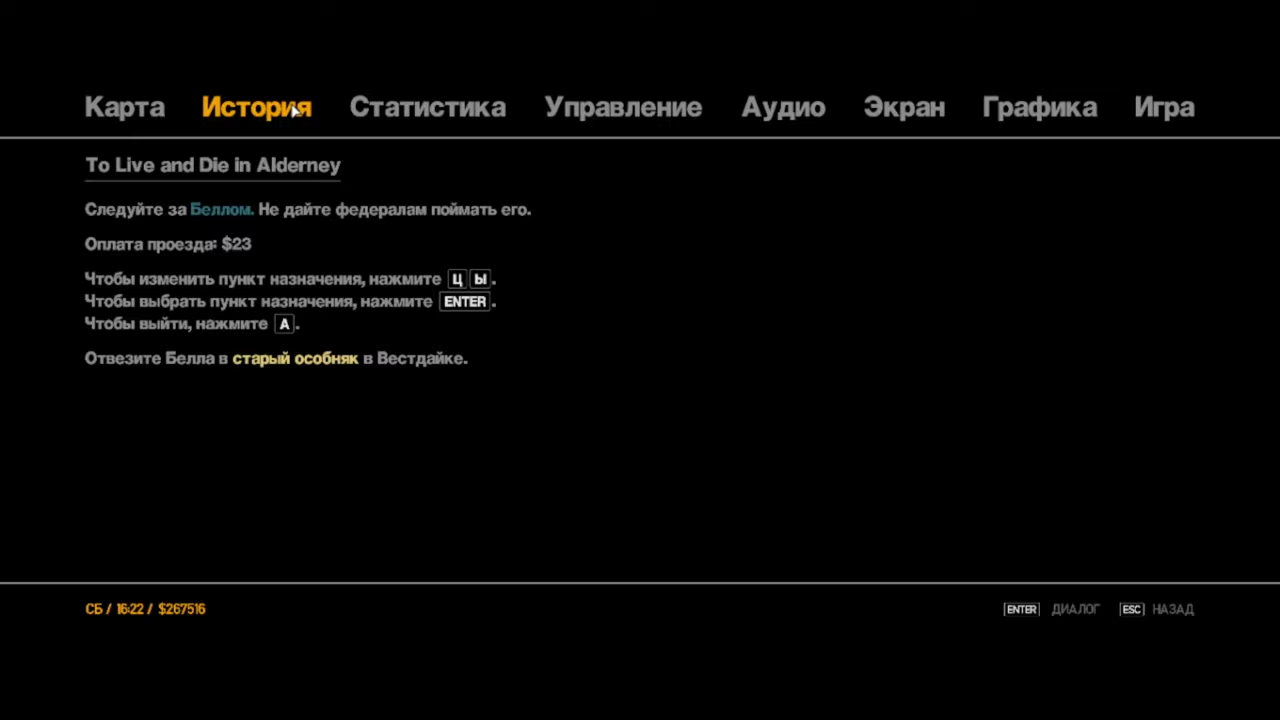 Карта История Статистика Управление Аудио Экран Графика Игра
To Live and Die in Alderney
Следуйте за Беллом. Не дайте федералам поймать его.
Оплата проезда: $23
Чтобы изменить пункт назначения, нажмите Ц Ы.
Чтобы выбрать пункт назначения, нажмите ENTER.
Чтобы выйти, нажмите A.
Отвезите Белла в старый особняк в Вестдайке.
СБ / 16:22 / $267516
ENTER ДИАЛОГ ESC НАЗАД